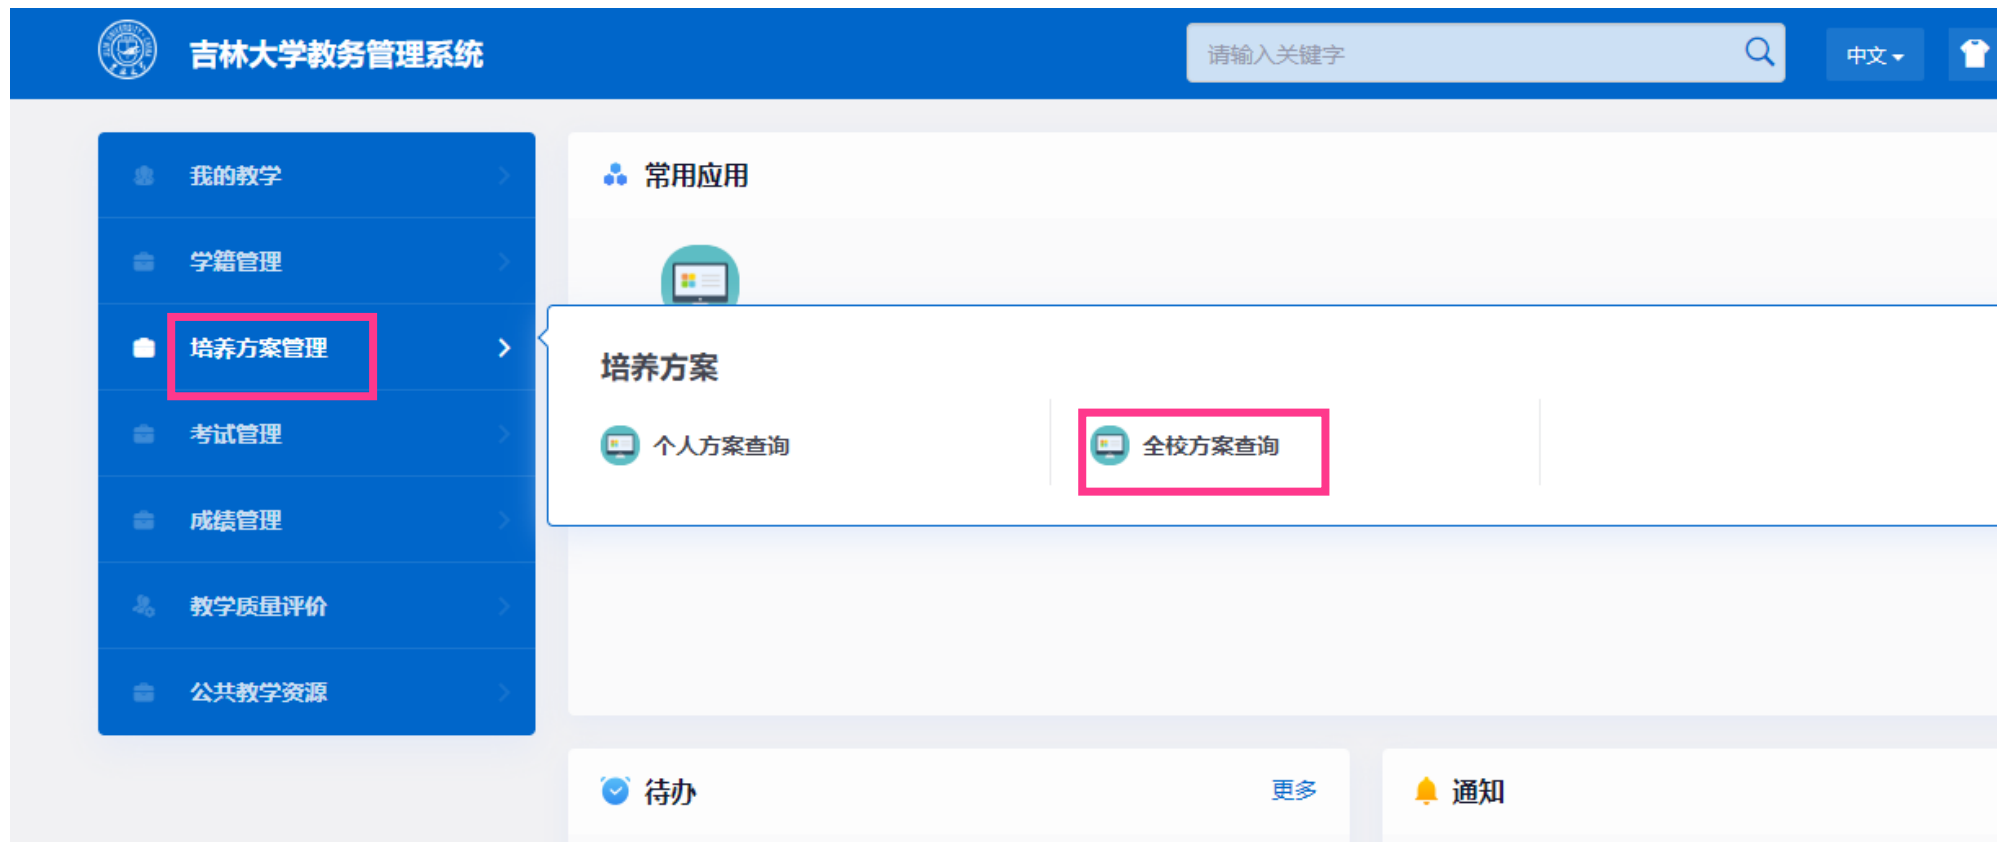 吉林大学教务管理系统
请输入关键字
中文
我的教学
学籍管理
培养方案管理
考试管理
成绩管理
教学质量评价
公共教学资源
常用应用
培养方案
个人方案查询
全校方案查询
待办
更多
通知